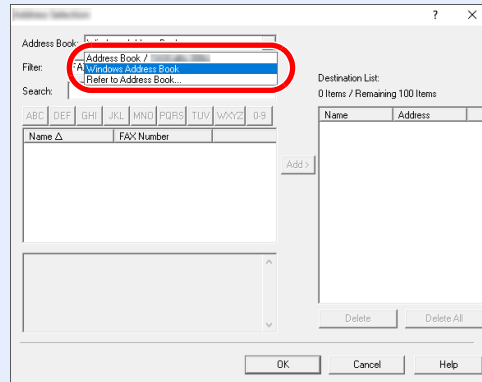 ? X
Address Book:
Address Book /
Filter:
Windows Address Book
Refer to Address Book...
Search:
Destination List:
0 Items / Remaining 100 Items
ABC DEF GHI JKL MNO PQRS TUV WXYZ 0-9
Name △ FAX Number
Name Address
Add >
Delete Delete All
OK Cancel Help